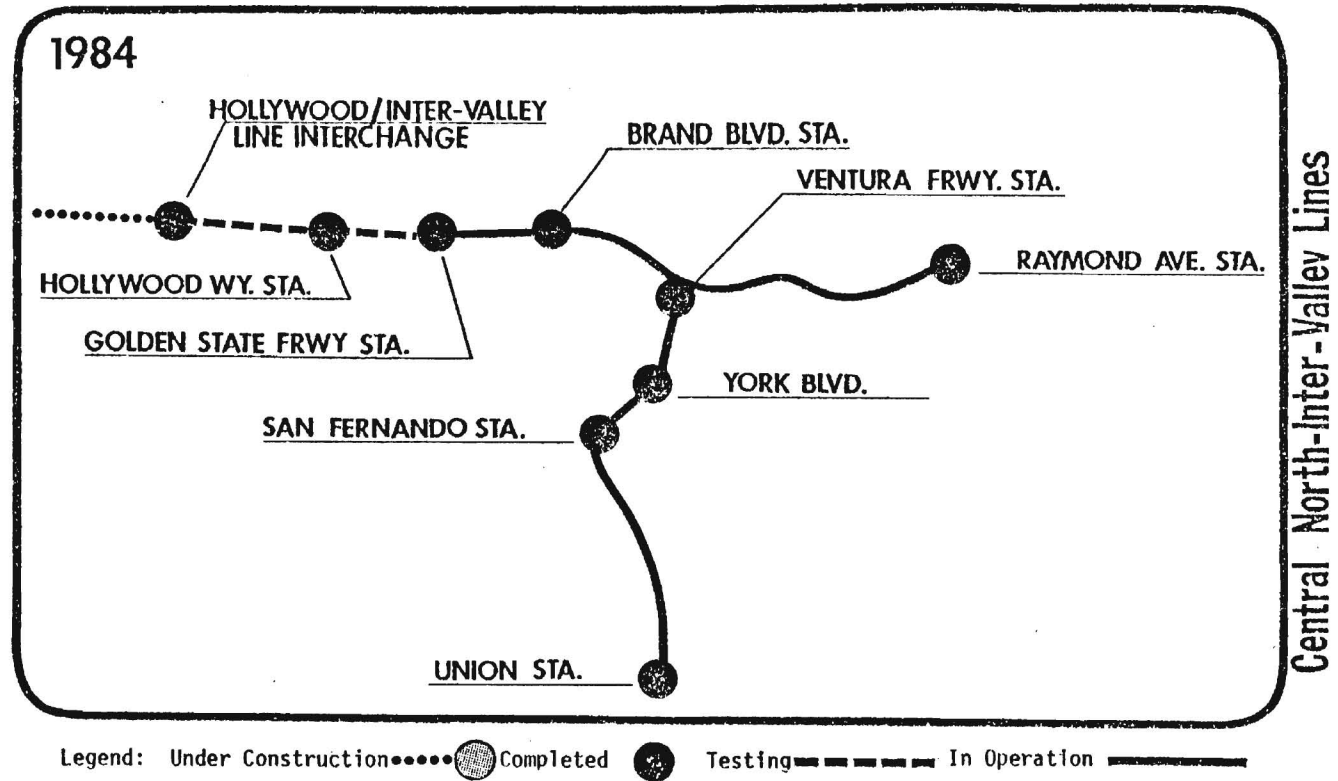 1984
HOLLYWOOD/INTER-VALLEY
LINE INTERCHANGE
BRAND BLVD. STA.
VENTURA FRWY. STA.
RAYMOND AVE. STA.
HOLLYWOOD WY. STA.
GOLDEN STATE FRWY STA.
YORK BLVD.
SAN FERNANDO STA.
UNION STA.
Central North-Inter-Valley Lines
Legend: Under Construction Completed Testing In Operation